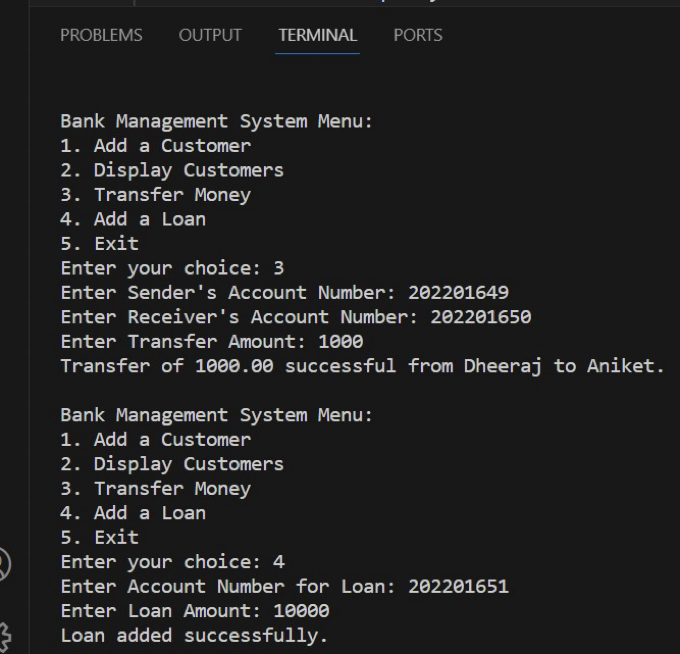 PROBLEMS OUTPUT TERMINAL PORTS
Bank Management System Menu:
1. Add a Customer
2. Display Customers
3. Transfer Money
4. Add a Loan
5. Exit
Enter your choice: 3
Enter Sender's Account Number: 202201649
Enter Receiver's Account Number: 202201650
Enter Transfer Amount: 1000
Transfer of 1000.00 successful from Dheeraj to Aniket.
Bank Management System Menu:
1. Add a Customer
2. Display Customers
3. Transfer Money
4. Add a Loan
5. Exit
Enter your choice: 4
Enter Account Number for Loan: 202201651
Enter Loan Amount: 10000
Loan added successfully.